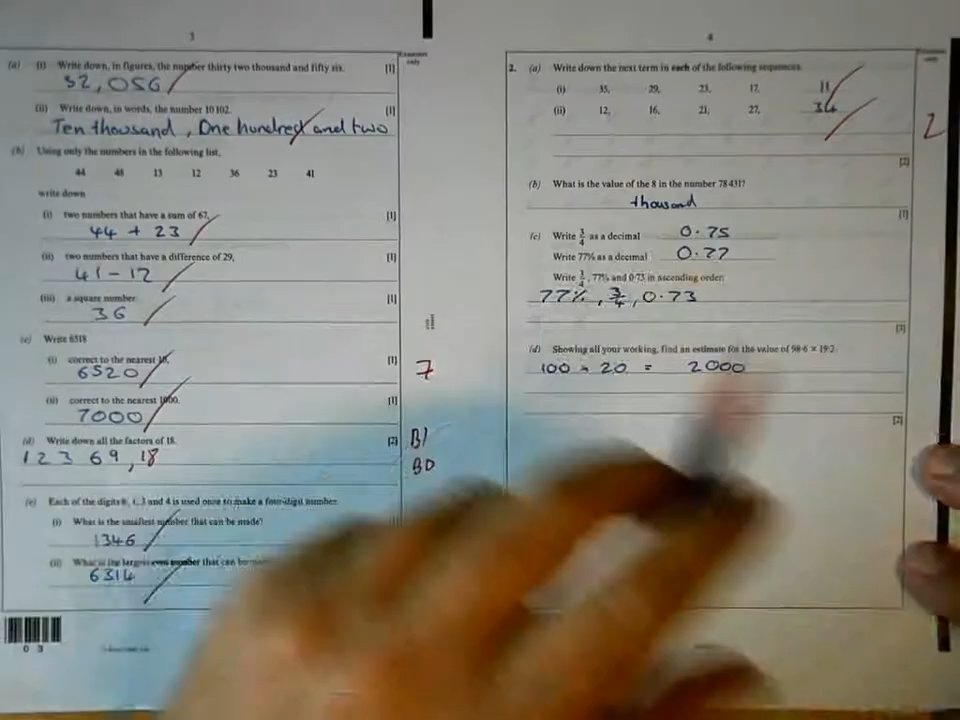 3
(a) (i) Write down, in figures, the number thirty two thousand and fifty six. [1]
32,056
(ii) Write down, in words, the number 10 102. [1]
Ten thousand, One hundred and two
(b) Using only the numbers in the following list,
44 48 13 12 36 23 41
write down
(i) two numbers that have a sum of 67, [1]
44 + 23
(ii) two numbers that have a difference of 29, [1]
41 - 12
(iii) a square number. [1]
36
(c) Write 6518
(i) correct to the nearest 10, [1]
6520
7
(ii) correct to the nearest 1000. [1]
7000
(d) Write down all the factors of 18. [2]
B1
1 2 3 6 9, 18
B0
(e) Each of the digits 6, 1, 3 and 4 is used once to make a four-digit number.
(i) What is the smallest number that can be made?
1346
(ii) What is the largest even number that can be
6314
03
4
Examiner only
2. (a) Write down the next term in each of the following sequences.
(i) 35, 29, 23, 17, 11
(ii) 12, 16, 21, 27, 34
2
[2]
(b) What is the value of the 8 in the number 78 431?
thousand
[1]
(c) Write 3/4 as a decimal 0.75
Write 77% as a decimal 0.77
Write 3/4, 77% and 0·73 in ascending order.
77%, 3/4, 0.73
[3]
(d) Showing all your working, find an estimate for the value of 98·6 × 19·2.
100 × 20 = 2000
[2]